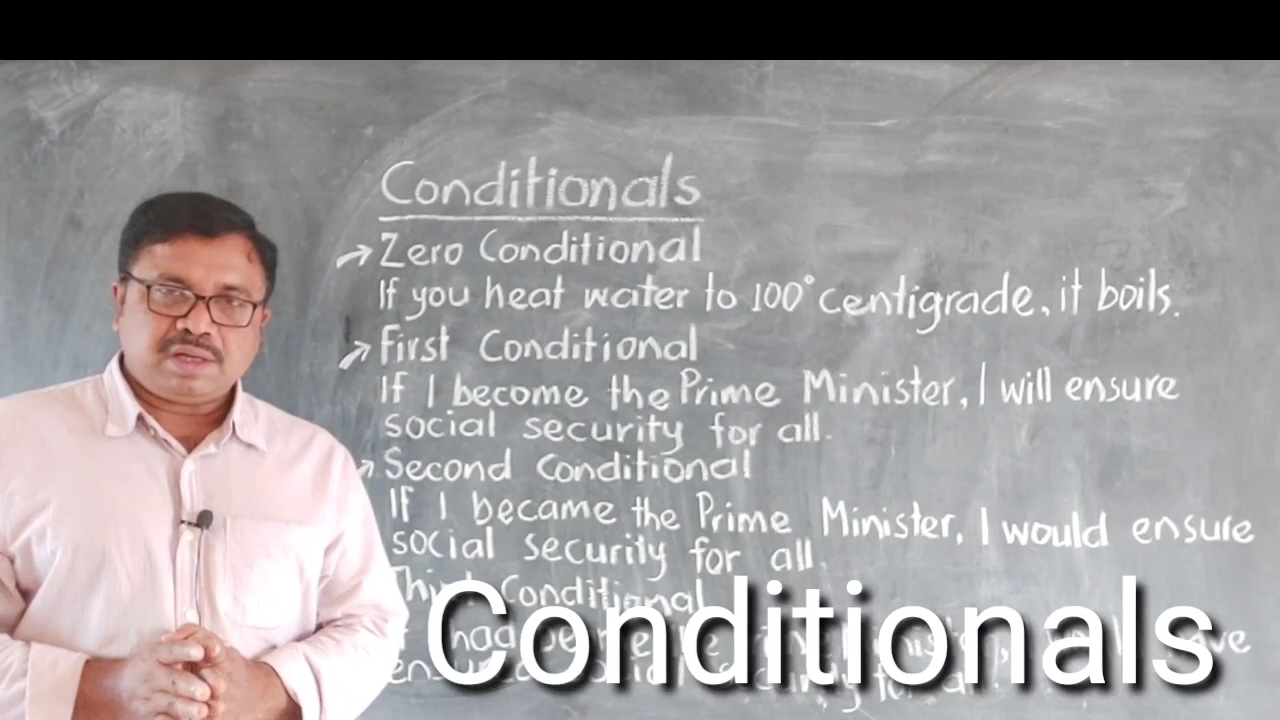 Conditionals
Zero Conditional
If you heat water to 100° centigrade, it boils.
First Conditional
If I become the Prime Minister, I will ensure
social security for all.
Second Conditional
If I became the Prime Minister, I would ensure
social security for all.
Third Conditional
had
Conditionals